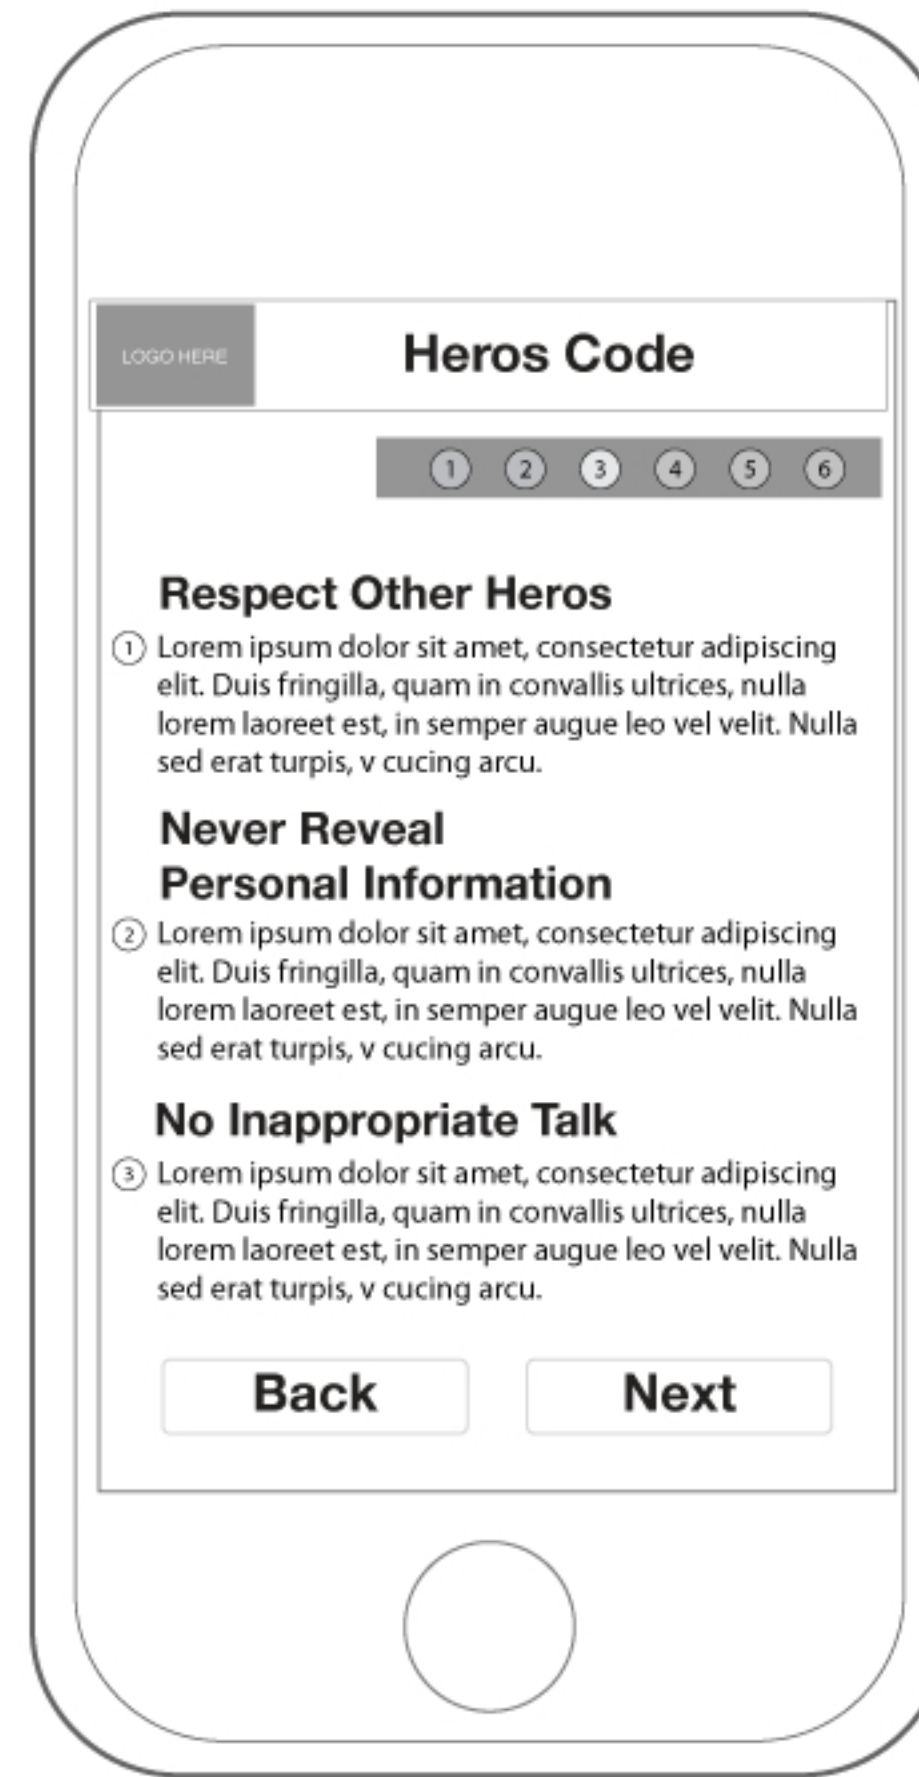 LOGO HERE
Heros Code
1 2 3 4 5 6
Respect Other Heros
1 Lorem ipsum dolor sit amet, consectetur adipiscing
elit. Duis fringilla, quam in convallis ultrices, nulla
lorem laoreet est, in semper augue leo vel velit. Nulla
sed erat turpis, v cucing arcu.
Never Reveal
Personal Information
2 Lorem ipsum dolor sit amet, consectetur adipiscing
elit. Duis fringilla, quam in convallis ultrices, nulla
lorem laoreet est, in semper augue leo vel velit. Nulla
sed erat turpis, v cucing arcu.
No Inappropriate Talk
3 Lorem ipsum dolor sit amet, consectetur adipiscing
elit. Duis fringilla, quam in convallis ultrices, nulla
lorem laoreet est, in semper augue leo vel velit. Nulla
sed erat turpis, v cucing arcu.
Back Next